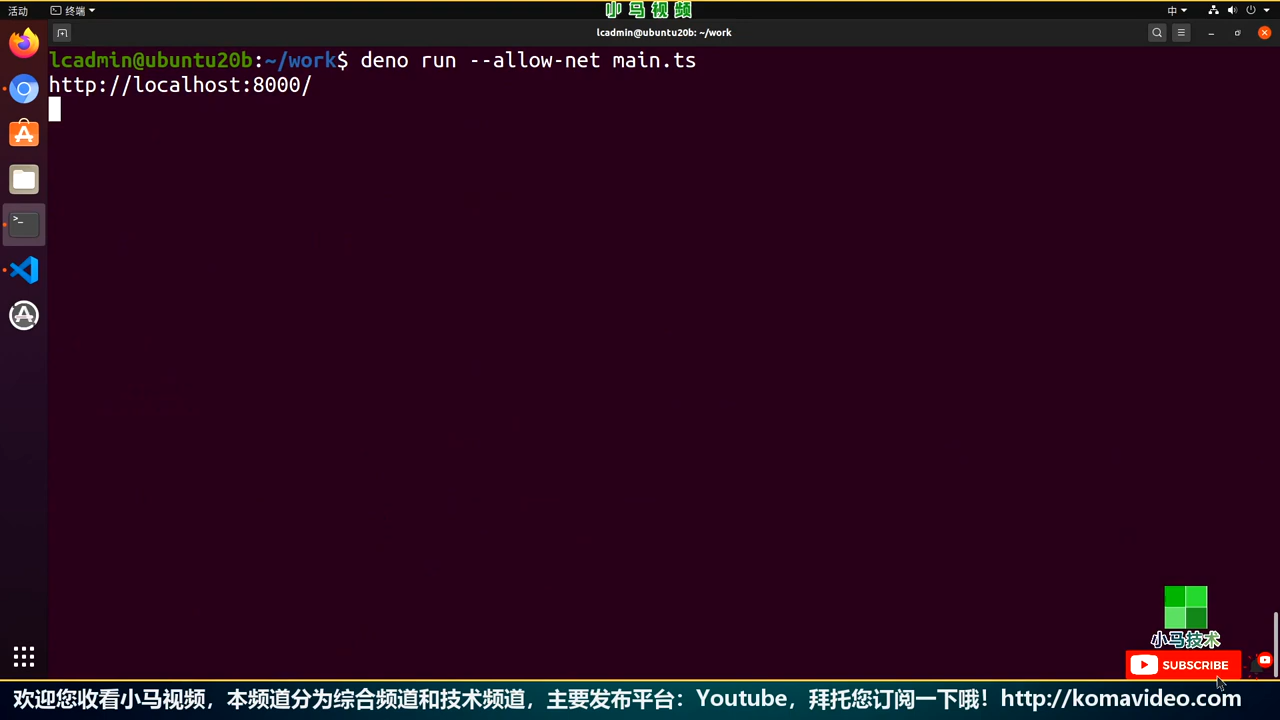 小马视频
活动 终端 中
lcadmin@ubuntu20b: ~/work
lcadmin@ubuntu20b:~/work$ deno run --allow-net main.ts
http://localhost:8000/
小马技术
SUBSCRIBE
欢迎您收看小马视频，本频道分为综合频道和技术频道，主要发布平台：Youtube，拜托您订阅一下哦！http://komavideo.com